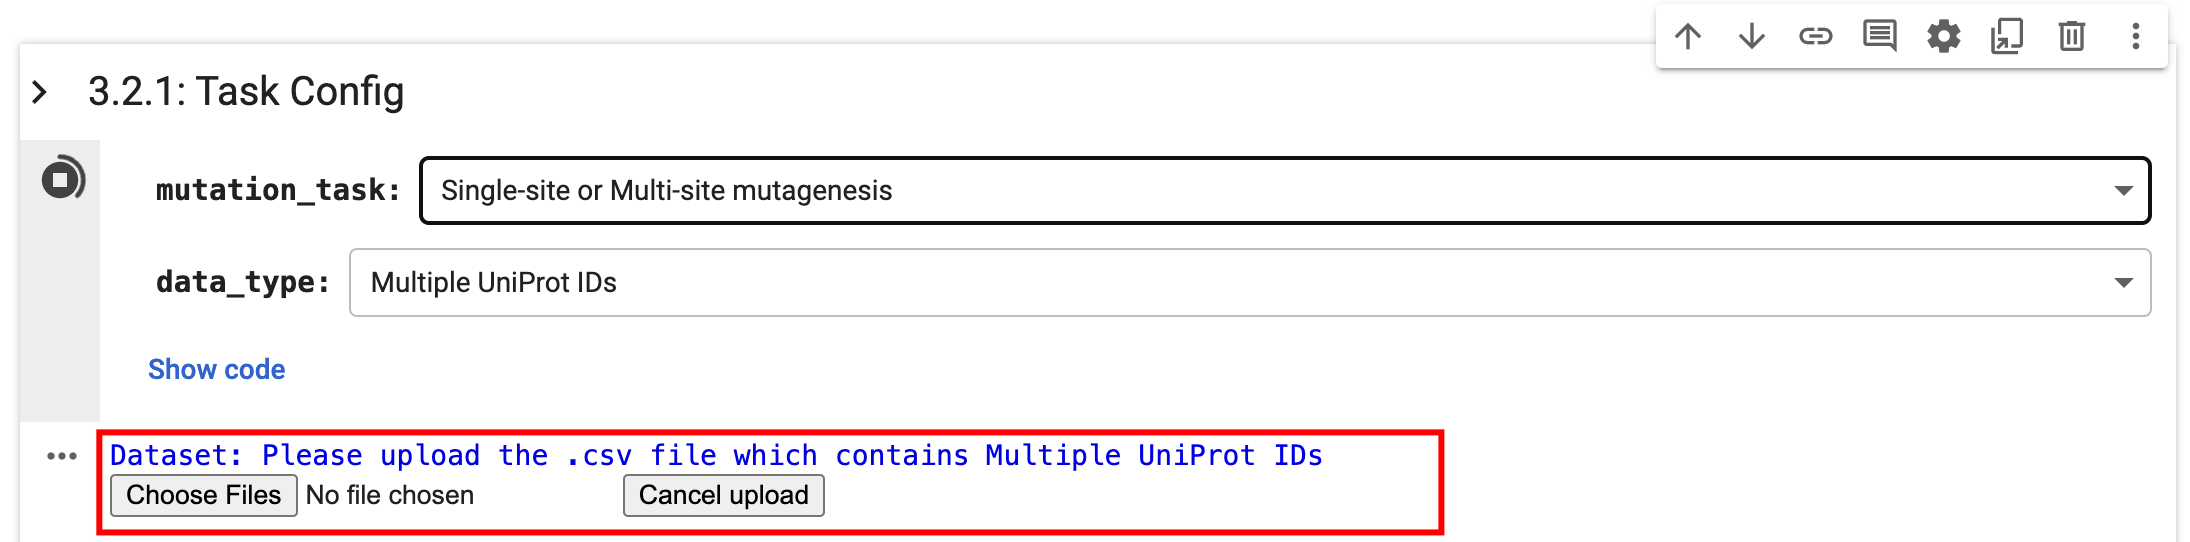 3.2.1: Task Config
mutation_task: Single-site or Multi-site mutagenesis
data_type: Multiple UniProt IDs
Show code
Dataset: Please upload the .csv file which contains Multiple UniProt IDs
Choose Files No file chosen Cancel upload